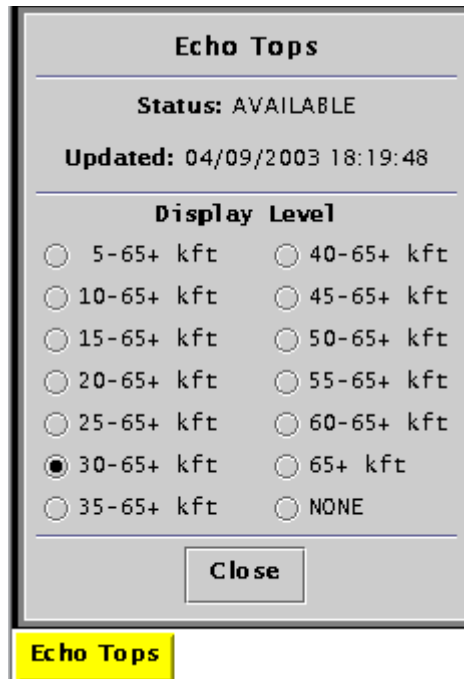 Echo Tops
Status: AVAILABLE
Updated: 04/09/2003 18:19:48
Display Level
5-65+ kft
40-65+ kft
10-65+ kft
45-65+ kft
15-65+ kft
50-65+ kft
20-65+ kft
55-65+ kft
25-65+ kft
60-65+ kft
30-65+ kft
65+ kft
35-65+ kft
NONE
Close
Echo Tops